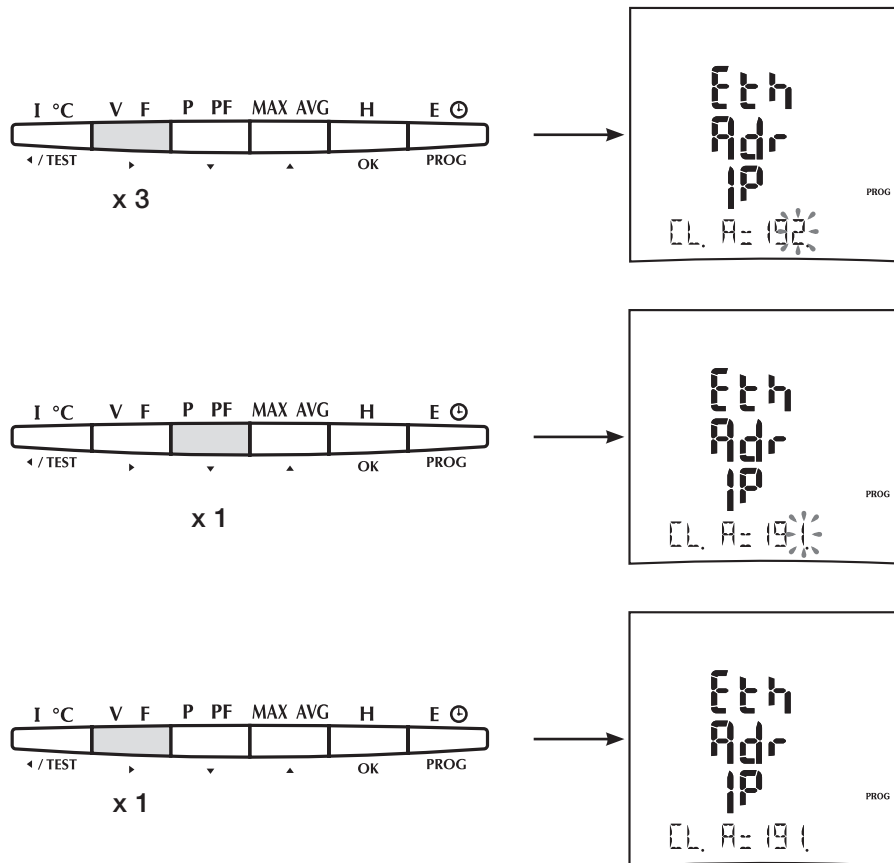 Eth
I °C V F P PF MAX AVG H E
Adr
◂ / TEST ▸ ▾ ▴ OK PROG
IP
PROG
x 3
CL. A= 192.
Eth
I °C V F P PF MAX AVG H E
Adr
◂ / TEST ▸ ▾ ▴ OK PROG
IP
PROG
x 1
CL. A= 191.
Eth
I °C V F P PF MAX AVG H E
Adr
◂ / TEST ▸ ▾ ▴ OK PROG
IP
PROG
x 1
CL. A= 191.